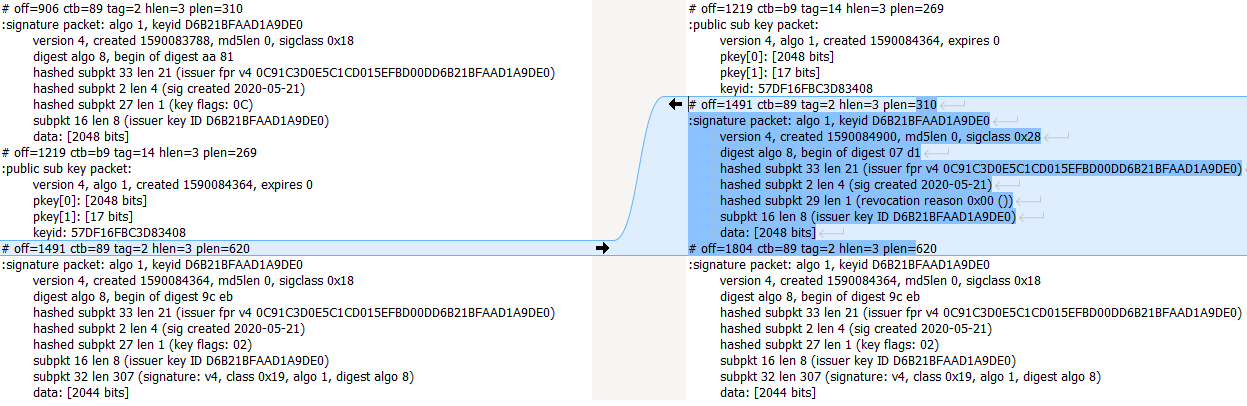 # off=906 ctb=89 tag=2 hlen=3 plen=310
:signature packet: algo 1, keyid D6B21BFAAD1A9DE0
version 4, created 1590083788, md5len 0, sigclass 0x18
digest algo 8, begin of digest aa 81
hashed subpkt 33 len 21 (issuer fpr v4 0C91C3D0E5C1CD015EFBD00DD6B21BFAAD1A9DE0)
hashed subpkt 2 len 4 (sig created 2020-05-21)
hashed subpkt 27 len 1 (key flags: 0C)
subpkt 16 len 8 (issuer key ID D6B21BFAAD1A9DE0)
data: [2048 bits]
# off=1219 ctb=b9 tag=14 hlen=3 plen=269
:public sub key packet:
version 4, algo 1, created 1590084364, expires 0
pkey[0]: [2048 bits]
pkey[1]: [17 bits]
keyid: 57DF16FBC3D83408
# off=1491 ctb=89 tag=2 hlen=3 plen=620
:signature packet: algo 1, keyid D6B21BFAAD1A9DE0
version 4, created 1590084364, md5len 0, sigclass 0x18
digest algo 8, begin of digest 9c eb
hashed subpkt 33 len 21 (issuer fpr v4 0C91C3D0E5C1CD015EFBD00DD6B21BFAAD1A9DE0)
hashed subpkt 2 len 4 (sig created 2020-05-21)
hashed subpkt 27 len 1 (key flags: 02)
subpkt 16 len 8 (issuer key ID D6B21BFAAD1A9DE0)
subpkt 32 len 307 (signature: v4, class 0x19, algo 1, digest algo 8)
data: [2044 bits]
# off=1219 ctb=b9 tag=14 hlen=3 plen=269
:public sub key packet:
version 4, algo 1, created 1590084364, expires 0
pkey[0]: [2048 bits]
pkey[1]: [17 bits]
keyid: 57DF16FBC3D83408
# off=1491 ctb=89 tag=2 hlen=3 plen=310
:signature packet: algo 1, keyid D6B21BFAAD1A9DE0
version 4, created 1590084900, md5len 0, sigclass 0x28
digest algo 8, begin of digest 07 d1
hashed subpkt 33 len 21 (issuer fpr v4 0C91C3D0E5C1CD015EFBD00DD6B21BFAAD1A9DE0)
hashed subpkt 2 len 4 (sig created 2020-05-21)
hashed subpkt 29 len 1 (revocation reason 0x00 ())
subpkt 16 len 8 (issuer key ID D6B21BFAAD1A9DE0)
data: [2048 bits]
# off=1804 ctb=89 tag=2 hlen=3 plen=620
:signature packet: algo 1, keyid D6B21BFAAD1A9DE0
version 4, created 1590084364, md5len 0, sigclass 0x18
digest algo 8, begin of digest 9c eb
hashed subpkt 33 len 21 (issuer fpr v4 0C91C3D0E5C1CD015EFBD00DD6B21BFAAD1A9DE0)
hashed subpkt 2 len 4 (sig created 2020-05-21)
hashed subpkt 27 len 1 (key flags: 02)
subpkt 16 len 8 (issuer key ID D6B21BFAAD1A9DE0)
subpkt 32 len 307 (signature: v4, class 0x19, algo 1, digest algo 8)
data: [2044 bits]